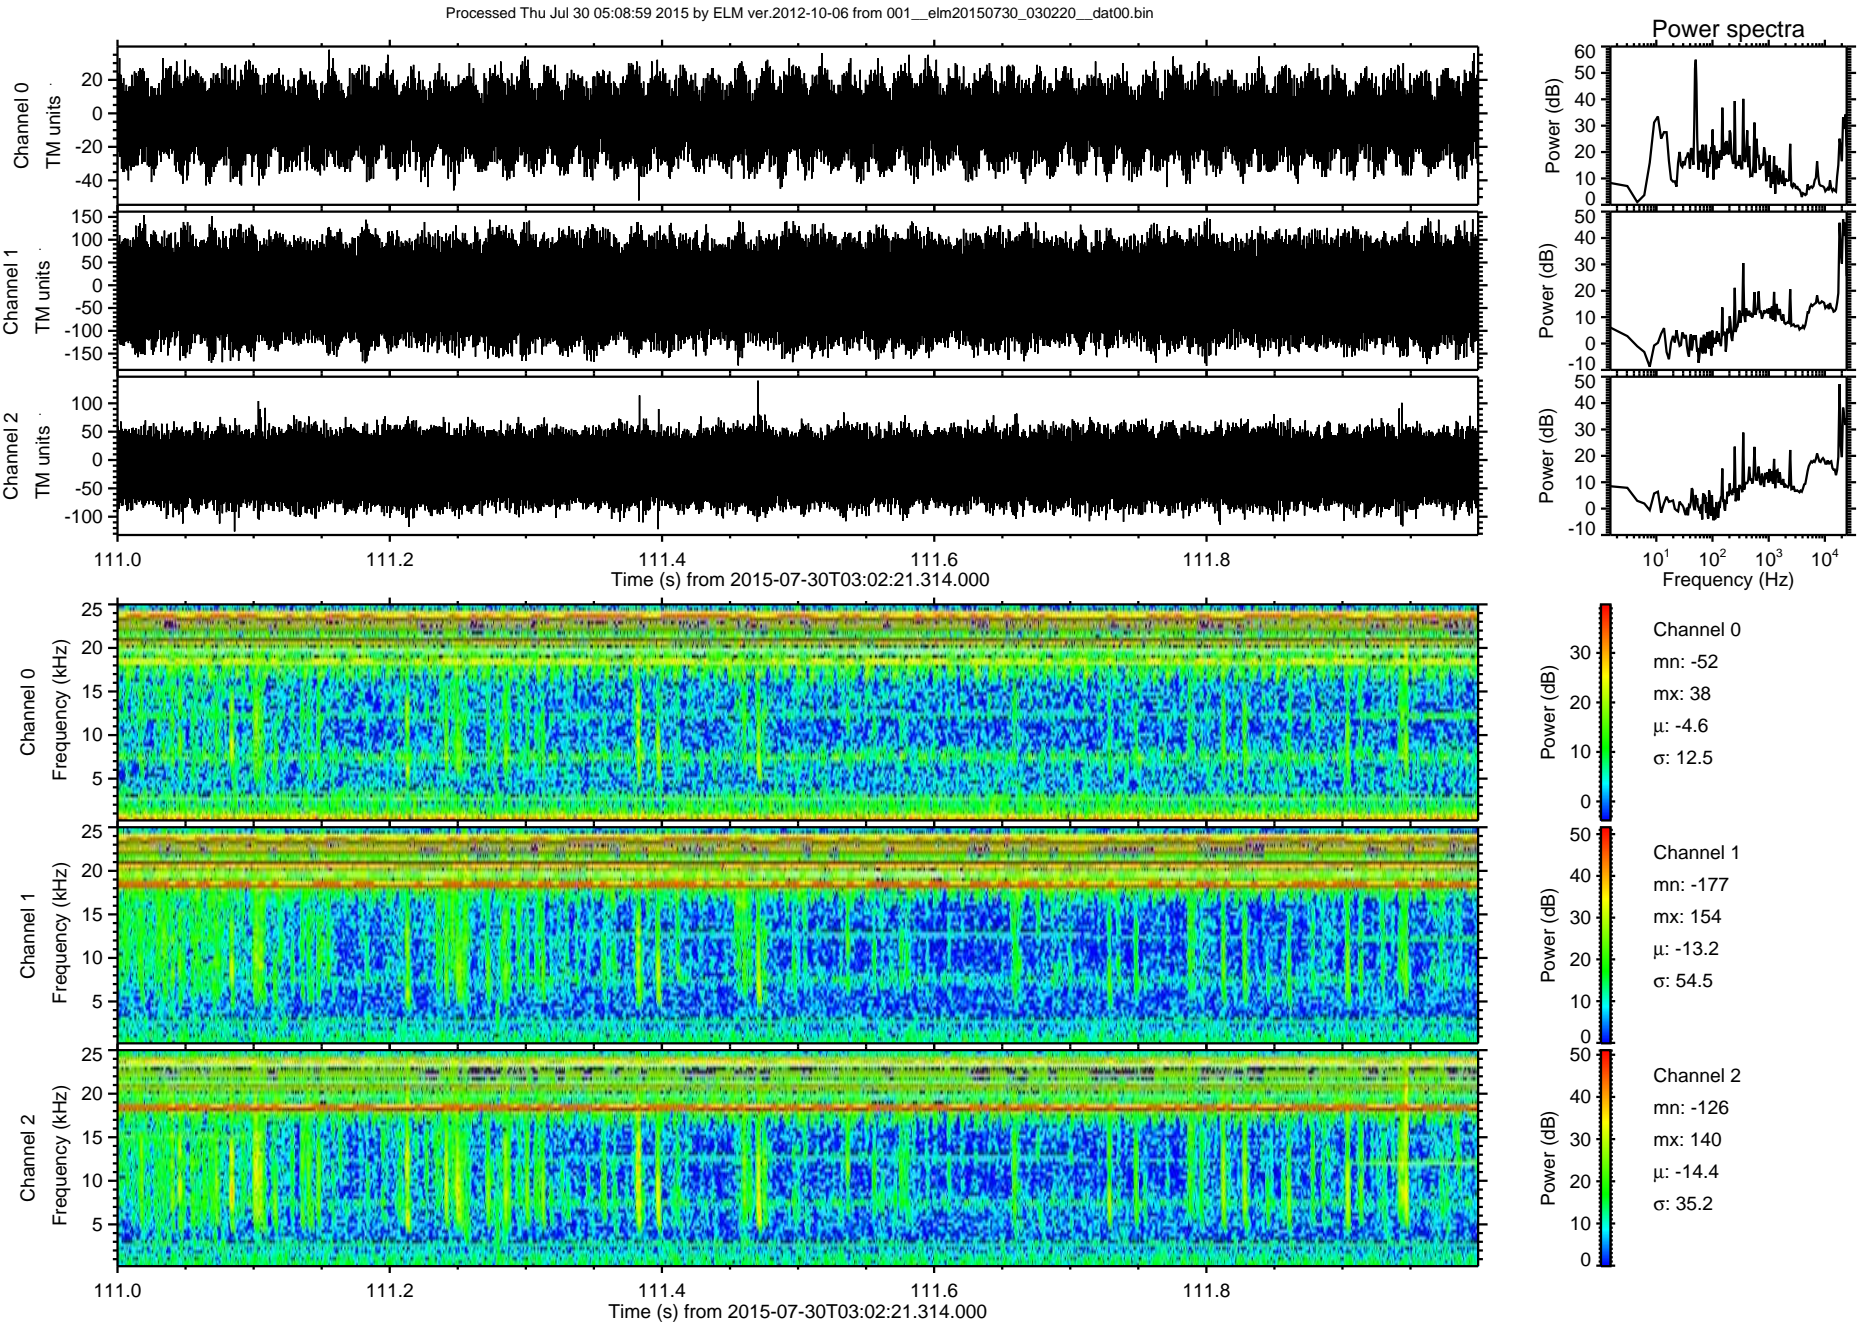 Processed Thu Jul 30 05:08:59 2015 by ELM ver.2012-10-06 from 001__elm20150730_030220__dat00.bin
Power spectra
Channel 0
TM units
20
0
-20
-40
Power (dB)
60
50
40
30
20
10
0
Channel 1
TM units
150
100
50
0
-50
-100
-150
Power (dB)
50
40
30
20
10
0
-10
Channel 2
TM units
100
50
0
-50
-100
Power (dB)
50
40
30
20
10
0
-10
111.0 111.2 111.4 111.6 111.8
Time (s) from 2015-07-30T03:02:21.314.000
10^1 10^2 10^3 10^4
Frequency (Hz)
Channel 0
Frequency (kHz)
25
20
15
10
5
Power (dB)
30
20
10
0
Channel 0
mn: -52
mx: 38
μ: -4.6
σ: 12.5
Channel 1
Frequency (kHz)
25
20
15
10
5
Power (dB)
50
40
30
20
10
0
Channel 1
mn: -177
mx: 154
μ: -13.2
σ: 54.5
Channel 2
Frequency (kHz)
25
20
15
10
5
Power (dB)
50
40
30
20
10
0
Channel 2
mn: -126
mx: 140
μ: -14.4
σ: 35.2
111.0 111.2 111.4 111.6 111.8
Time (s) from 2015-07-30T03:02:21.314.000